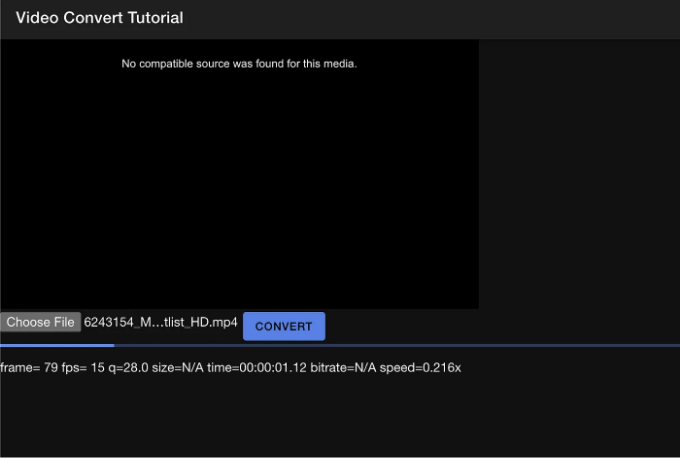 Video Convert Tutorial
No compatible source was found for this media.
Choose File 6243154_M...tlist_HD.mp4 CONVERT
frame= 79 fps= 15 q=28.0 size=N/A time=00:00:01.12 bitrate=N/A speed=0.216x